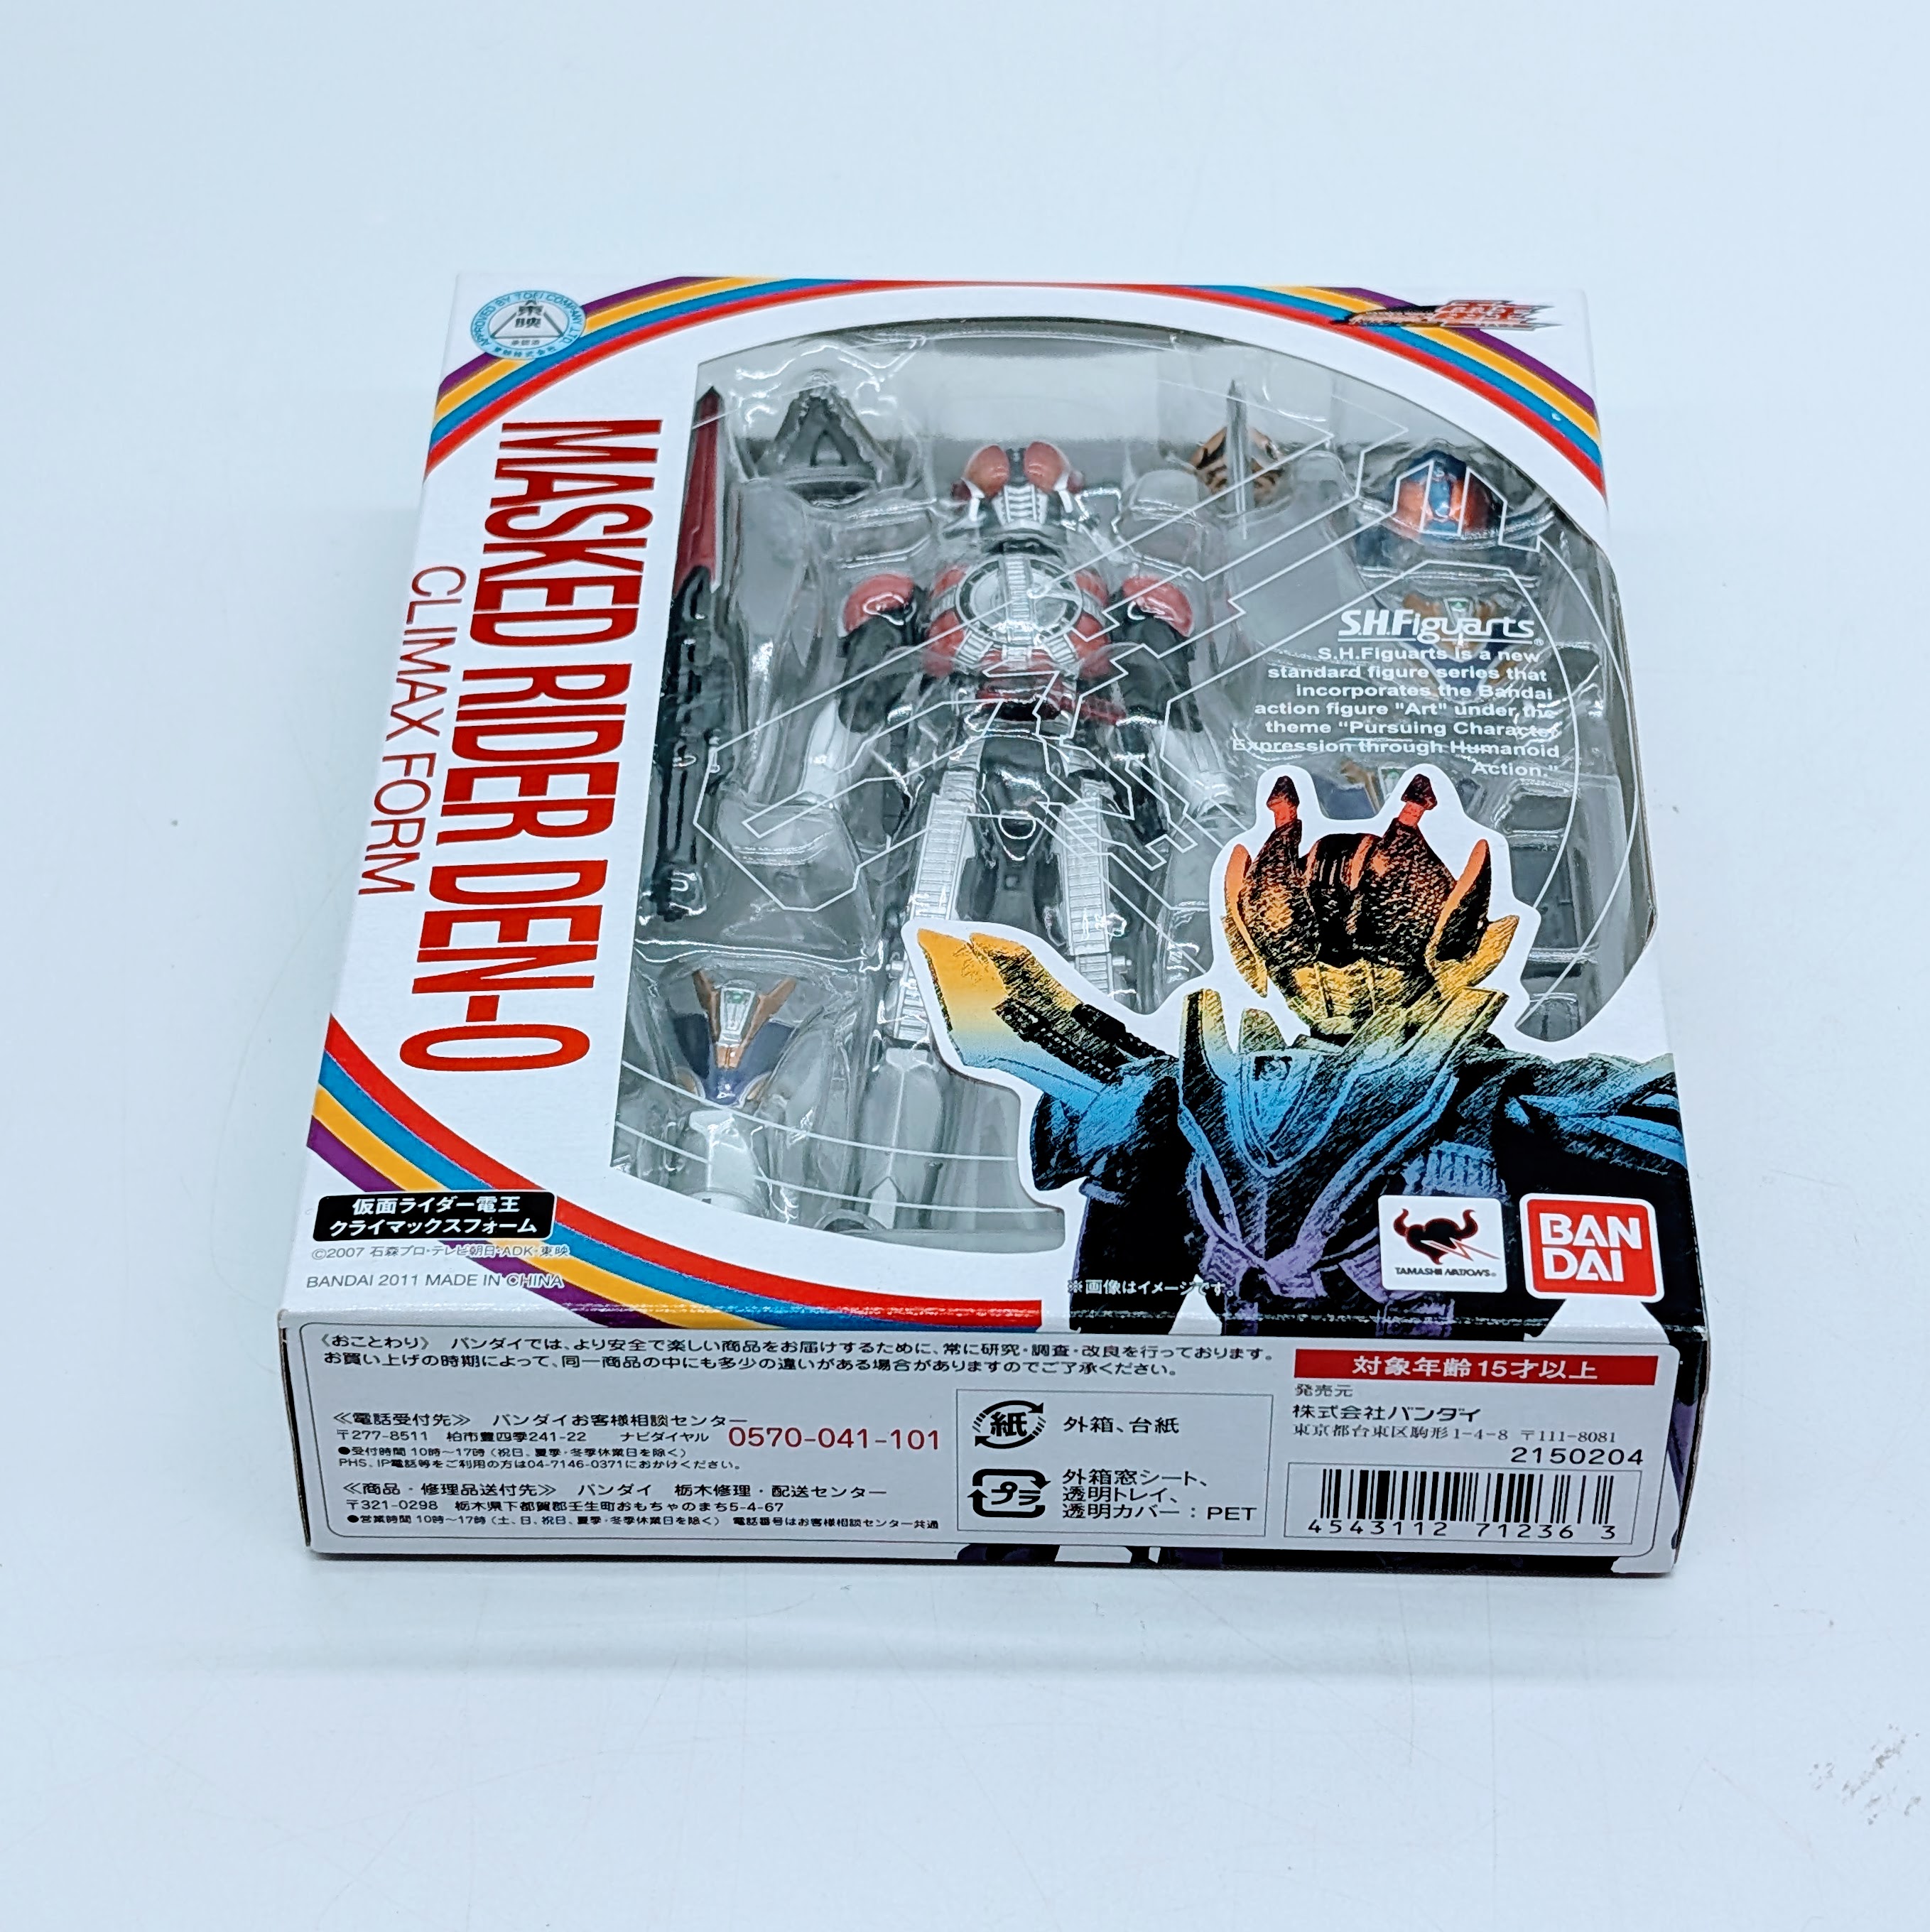 APPROVED BY TOEI COMPANY, LTD.
東映
承認済
東映株式会社
電王
MASKED RIDER DEN-O
CLIMAX FORM
S.H.Figuarts®
S.H.Figuarts is a new
standard figure series that
incorporates the Bandai
action figure "Art" under the
theme "Pursuing Character
Expression through Humanoid
Action."
仮面ライダー電王
クライマックスフォーム
©2007 石森プロ・テレビ朝日・ADK・東映
BANDAI 2011 MADE IN CHINA
※画像はイメージです。
TAMASHII NATIONS®
BAN
DAI
《おことわり》 バンダイでは、より安全で楽しい商品をお届けするために、常に研究・調査・改良を行っております。
お買い上げの時期によって、同一商品の中にも多少の違いがある場合がありますのでご了承ください。
≪電話受付先≫ バンダイお客様相談センター
〒277-8511 柏市豊四季241-22 ナビダイヤル 0570-041-101
●受付時間 10時～17時（祝日、夏季・冬季休業日を除く）
PHS、IP電話等をご利用の方は04-7146-0371におかけください。
≪商品・修理品送付先≫ バンダイ 栃木修理・配送センター
〒321-0298 栃木県下都賀郡壬生町おもちゃのまち5-4-67
●営業時間 10時～17時（土、日、祝日、夏季・冬季休業日を除く） 電話番号はお客様相談センター共通
紙
外箱、台紙
プラ
外箱窓シート、
透明トレイ、
透明カバー：PET
対象年齢15才以上
発売元
株式会社バンダイ
東京都台東区駒形1-4-8 〒111-8081
2150204
4543112 71236 3